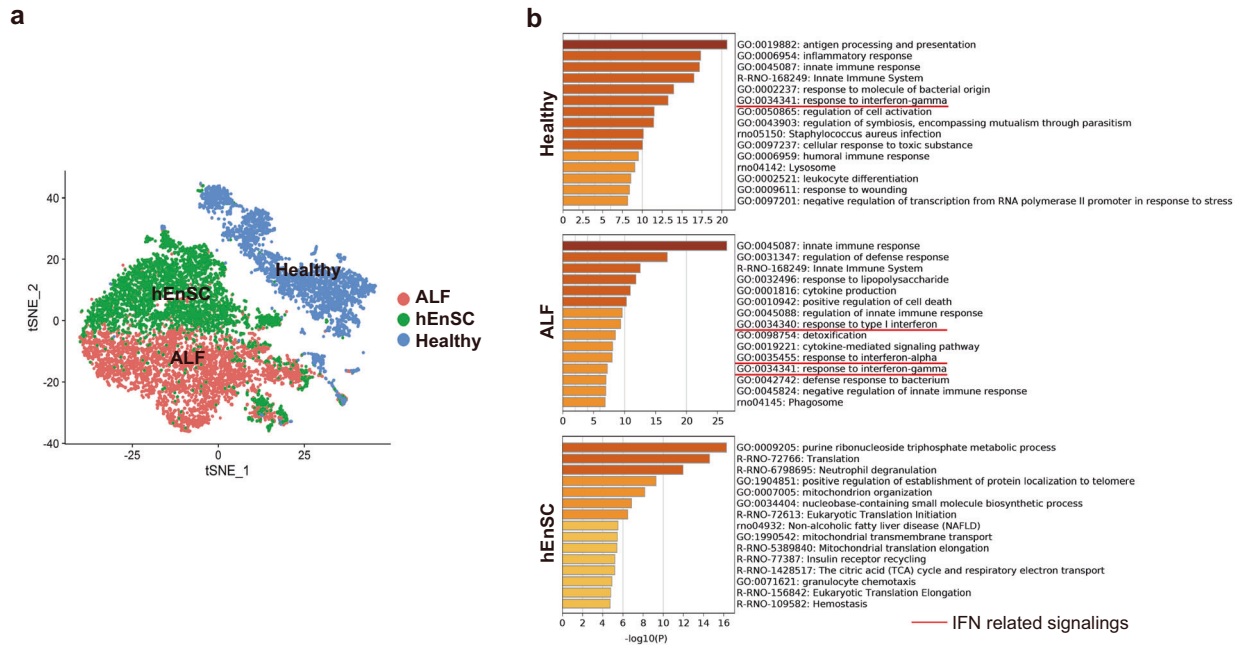 a
40
20
0
-20
-40
-25
0
25
tSNE_2
tSNE_1
Healthy
hEnSC
ALF
ALF
hEnSC
Healthy
b
Healthy
GO:0019882: antigen processing and presentation
GO:0006954: inflammatory response
GO:0045087: innate immune response
R-RNO-168249: Innate Immune System
GO:0002237: response to molecule of bacterial origin
GO:0034341: response to interferon-gamma
GO:0050865: regulation of cell activation
GO:0043903: regulation of symbiosis, encompassing mutualism through parasitism
rno05150: Staphylococcus aureus infection
GO:0097237: cellular response to toxic substance
GO:0006959: humoral immune response
rno04142: Lysosome
GO:0002521: leukocyte differentiation
GO:0009611: response to wounding
GO:0097201: negative regulation of transcription from RNA polymerase II promoter in response to stress
0 2.5 5 7.5 10 12.5 15 17.5 20
ALF
GO:0045087: innate immune response
GO:0031347: regulation of defense response
R-RNO-168249: Innate Immune System
GO:0032496: response to lipopolysaccharide
GO:0001816: cytokine production
GO:0010942: positive regulation of cell death
GO:0045088: regulation of innate immune response
GO:0034340: response to type I interferon
GO:0098754: detoxification
GO:0019221: cytokine-mediated signaling pathway
GO:0035455: response to interferon-alpha
GO:0034341: response to interferon-gamma
GO:0042742: defense response to bacterium
GO:0045824: negative regulation of innate immune response
rno04145: Phagosome
0 5 10 15 20 25
hEnSC
GO:0009205: purine ribonucleoside triphosphate metabolic process
R-RNO-72766: Translation
R-RNO-6798695: Neutrophil degranulation
GO:1904851: positive regulation of establishment of protein localization to telomere
GO:0007005: mitochondrion organization
GO:0034404: nucleobase-containing small molecule biosynthetic process
R-RNO-72613: Eukaryotic Translation Initiation
rno04932: Non-alcoholic fatty liver disease (NAFLD)
GO:1990542: mitochondrial transmembrane transport
R-RNO-5389840: Mitochondrial translation elongation
R-RNO-77387: Insulin receptor recycling
R-RNO-1428517: The citric acid (TCA) cycle and respiratory electron transport
GO:0071621: granulocyte chemotaxis
R-RNO-156842: Eukaryotic Translation Elongation
R-RNO-109582: Hemostasis
0 2 4 6 8 10 12 14 16
-log10(P)
IFN related signalings